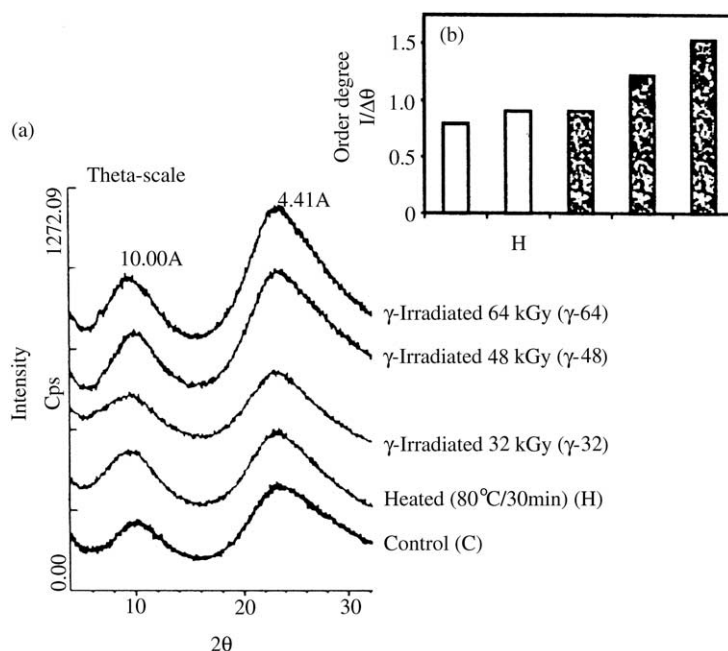 (a)
Theta-scale
10.00A
4.41A
1272.09
0.00
Intensity
Cps
10
20
30
2θ
γ-Irradiated 64 kGy (γ-64)
γ-Irradiated 48 kGy (γ-48)
γ-Irradiated 32 kGy (γ-32)
Heated (80°C/30min) (H)
Control (C)
(b)
Order degree
I/Δθ
1.5
1.0
0.5
0
H